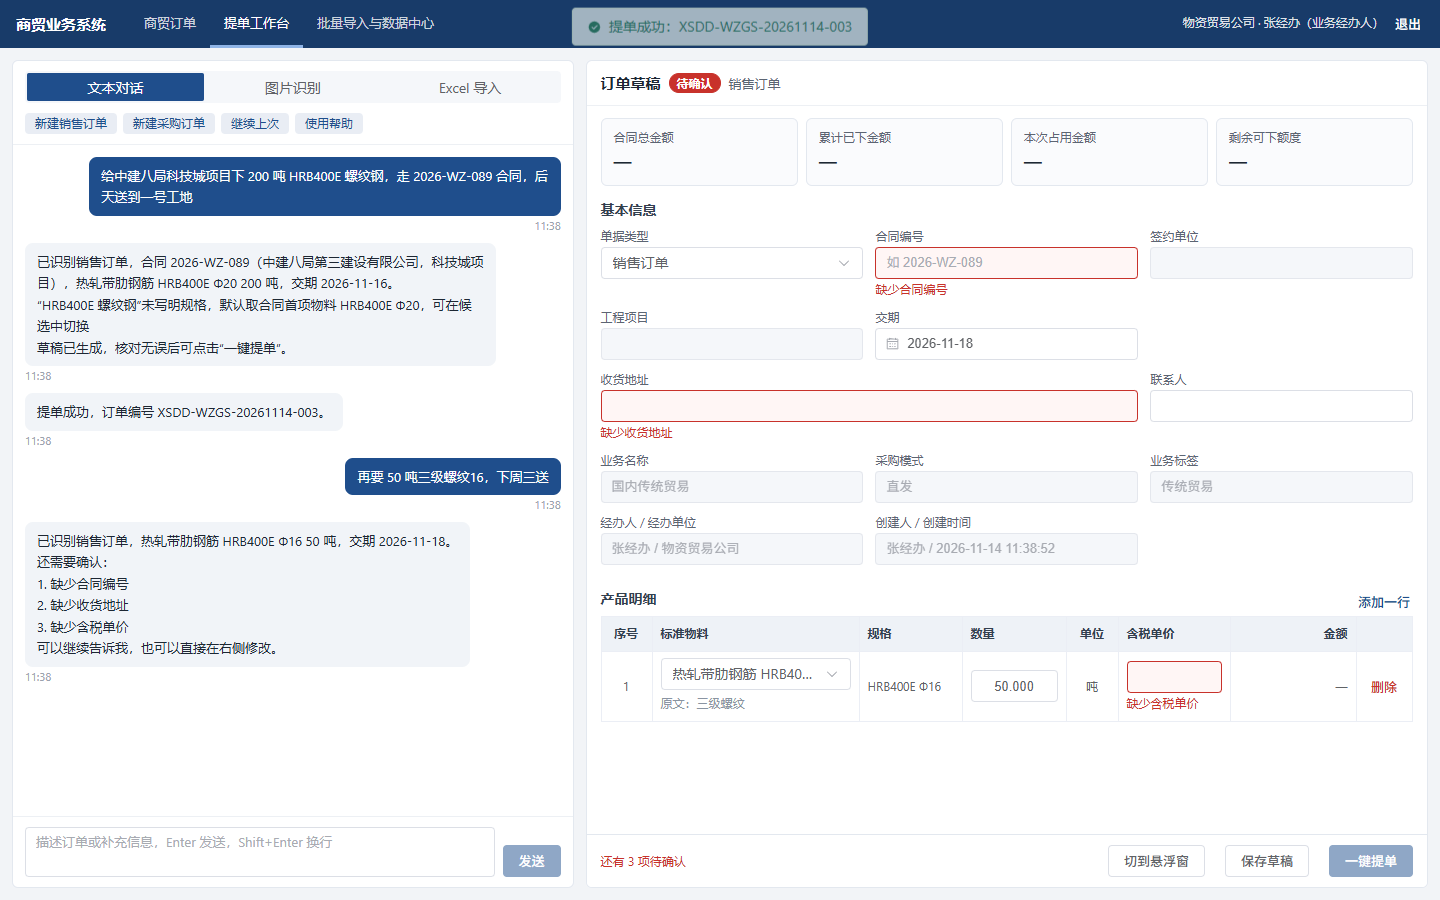 商贸业务系统
商贸订单
提单工作台
批量导入与数据中心
提单成功：XSDD-WZGS-20261114-003
物资贸易公司 · 张经办（业务经办人）
退出
文本对话
图片识别
Excel 导入
新建销售订单
新建采购订单
继续上次
使用帮助
给中建八局科技城项目下 200 吨 HRB400E 螺纹钢，走 2026-WZ-089 合同，后
天送到一号工地
11:38
已识别销售订单，合同 2026-WZ-089（中建八局第三建设有限公司，科技城项
目），热轧带肋钢筋 HRB400E Φ20 200 吨，交期 2026-11-16。
“HRB400E 螺纹钢”未写明规格，默认取合同首项物料 HRB400E Φ20，可在候
选中切换
草稿已生成，核对无误后可点击“一键提单”。
11:38
提单成功，订单编号 XSDD-WZGS-20261114-003。
11:38
再要 50 吨三级螺纹16，下周三送
11:38
已识别销售订单，热轧带肋钢筋 HRB400E Φ16 50 吨，交期 2026-11-18。
还需要确认：
1. 缺少合同编号
2. 缺少收货地址
3. 缺少含税单价
可以继续告诉我，也可以直接在右侧修改。
11:38
描述订单或补充信息，Enter 发送，Shift+Enter 换行
发送
订单草稿
待确认
销售订单
合同总金额
—
累计已下金额
—
本次占用金额
—
剩余可下额度
—
基本信息
单据类型
销售订单
合同编号
如 2026-WZ-089
缺少合同编号
签约单位
工程项目
交期
2026-11-18
收货地址
缺少收货地址
联系人
业务名称
国内传统贸易
采购模式
直发
业务标签
传统贸易
经办人 / 经办单位
张经办 / 物资贸易公司
创建人 / 创建时间
张经办 / 2026-11-14 11:38:52
产品明细
添加一行
序号 标准物料 规格 数量 单位 含税单价 金额
1 热轧带肋钢筋 HRB40... HRB400E Φ16 50.000 吨 — 删除
原文：三级螺纹
缺少含税单价
还有 3 项待确认
切到悬浮窗
保存草稿
一键提单